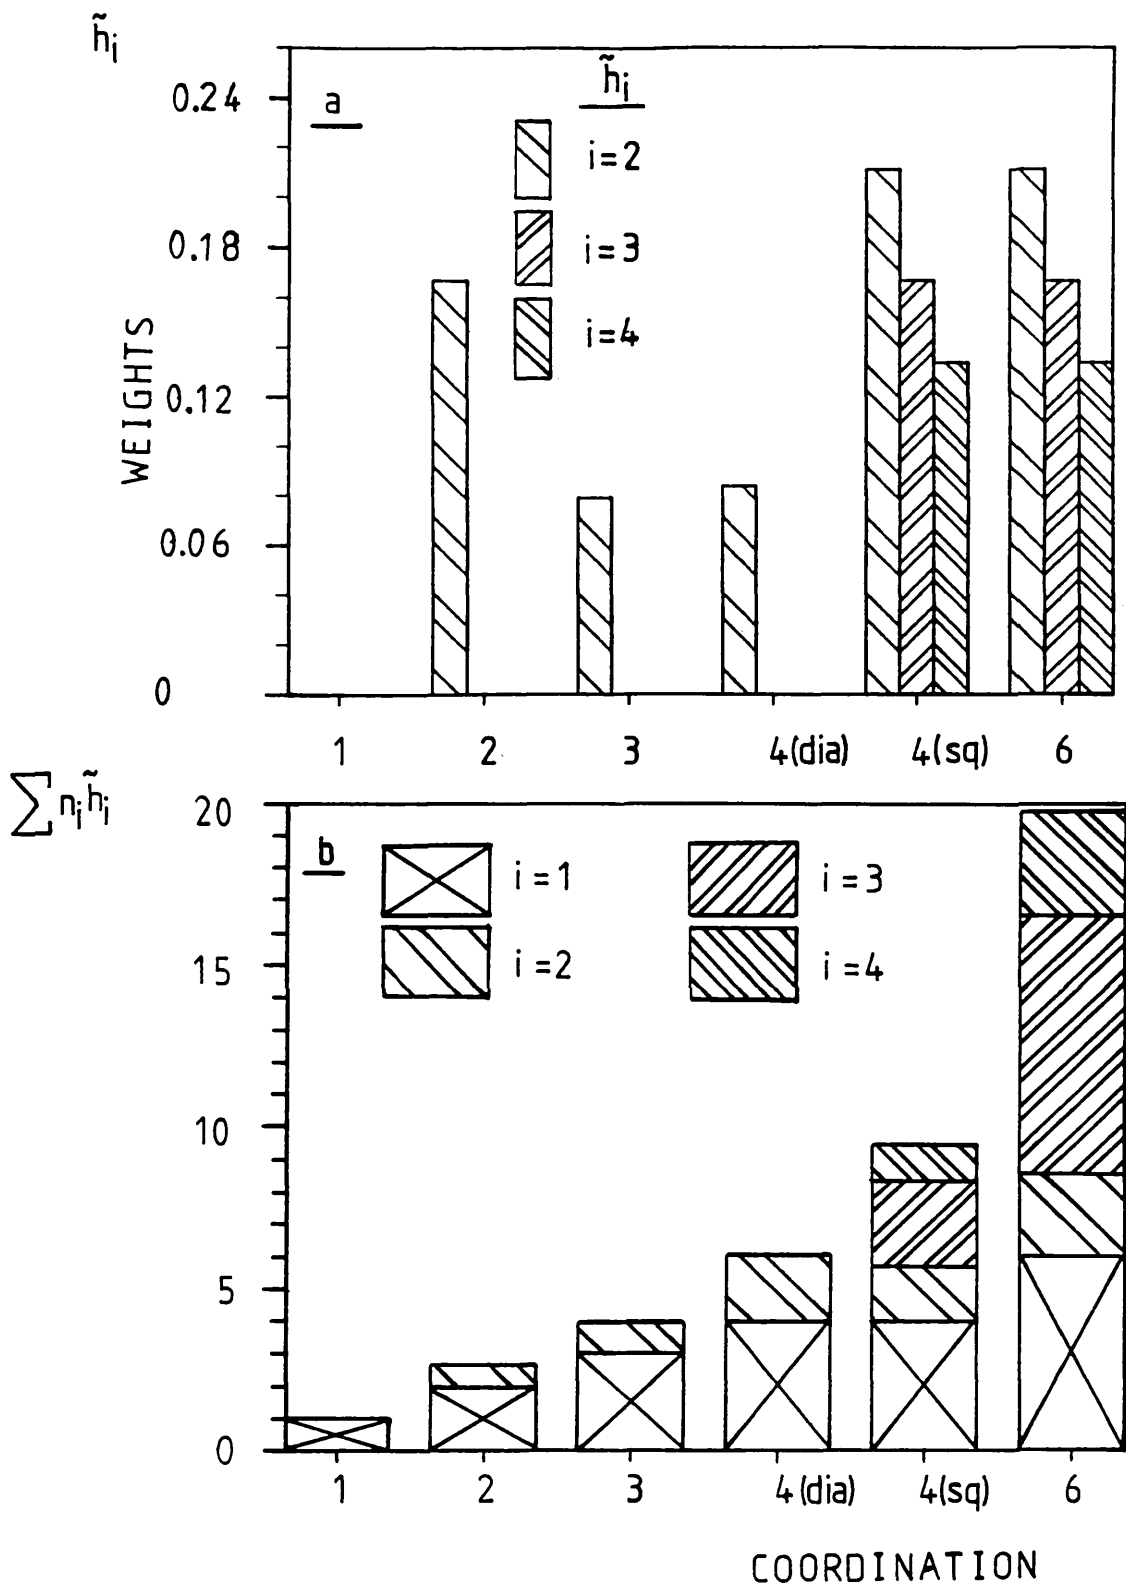 h̃i
a
h̃i
i=2
i=3
i=4
0.24
0.18
0.12
0.06
0
WEIGHTS
1 2 3 4(dia) 4(sq) 6
∑ nih̃i
b
i=1
i=2
i=3
i=4
20
15
10
5
0
1 2 3 4(dia) 4(sq) 6
COORDINATION